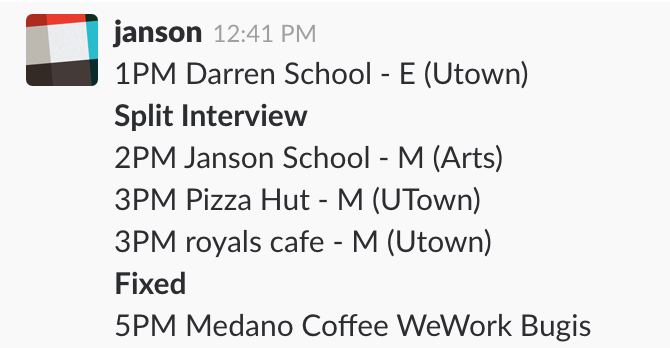 janson 12:41 PM
1PM Darren School - E (Utown)
Split Interview
2PM Janson School - M (Arts)
3PM Pizza Hut - M (UTown)
3PM royals cafe - M (Utown)
Fixed
5PM Medano Coffee WeWork Bugis